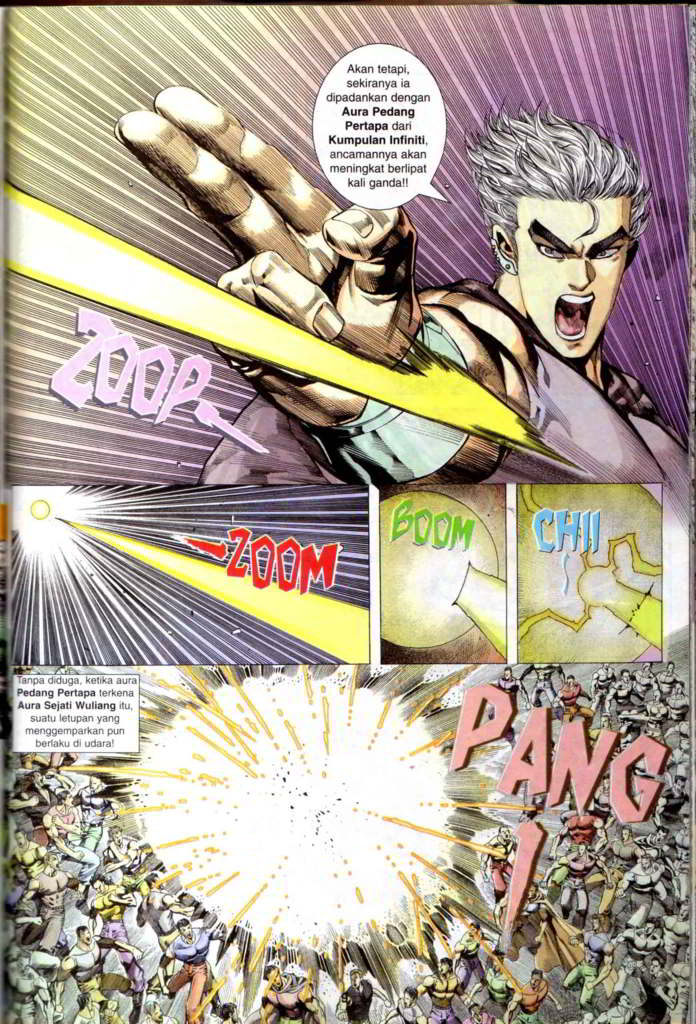 Akan tetapi,
sekiranya ia
dipadankan dengan
Aura Pedang
Pertapa dari
Kumpulan Infiniti,
ancamannya akan
meningkat berlipat
kali ganda!!
ZOOP
ZOOM
BOOM
CHII
Tanpa diduga, ketika aura
Pedang Pertapa terkena
Aura Sejati Wuliang itu,
suatu letupan yang
menggemparkan pun
berlaku di udara!
PANG